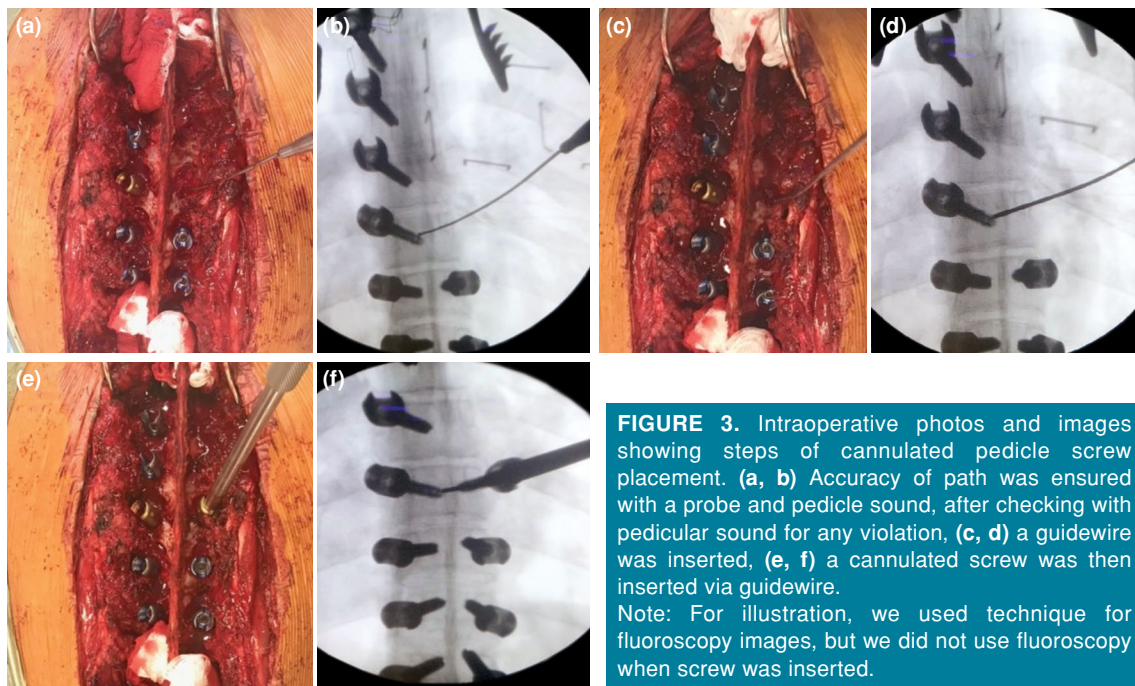 (a)
(b)
(c)
(d)
(e)
(f)
FIGURE 3. Intraoperative photos and images
showing steps of cannulated pedicle screw
placement. (a, b) Accuracy of path was ensured
with a probe and pedicle sound, after checking with
pedicular sound for any violation, (c, d) a guidewire
was inserted, (e, f) a cannulated screw was then
inserted via guidewire.
Note: For illustration, we used technique for
fluoroscopy images, but we did not use fluoroscopy
when screw was inserted.